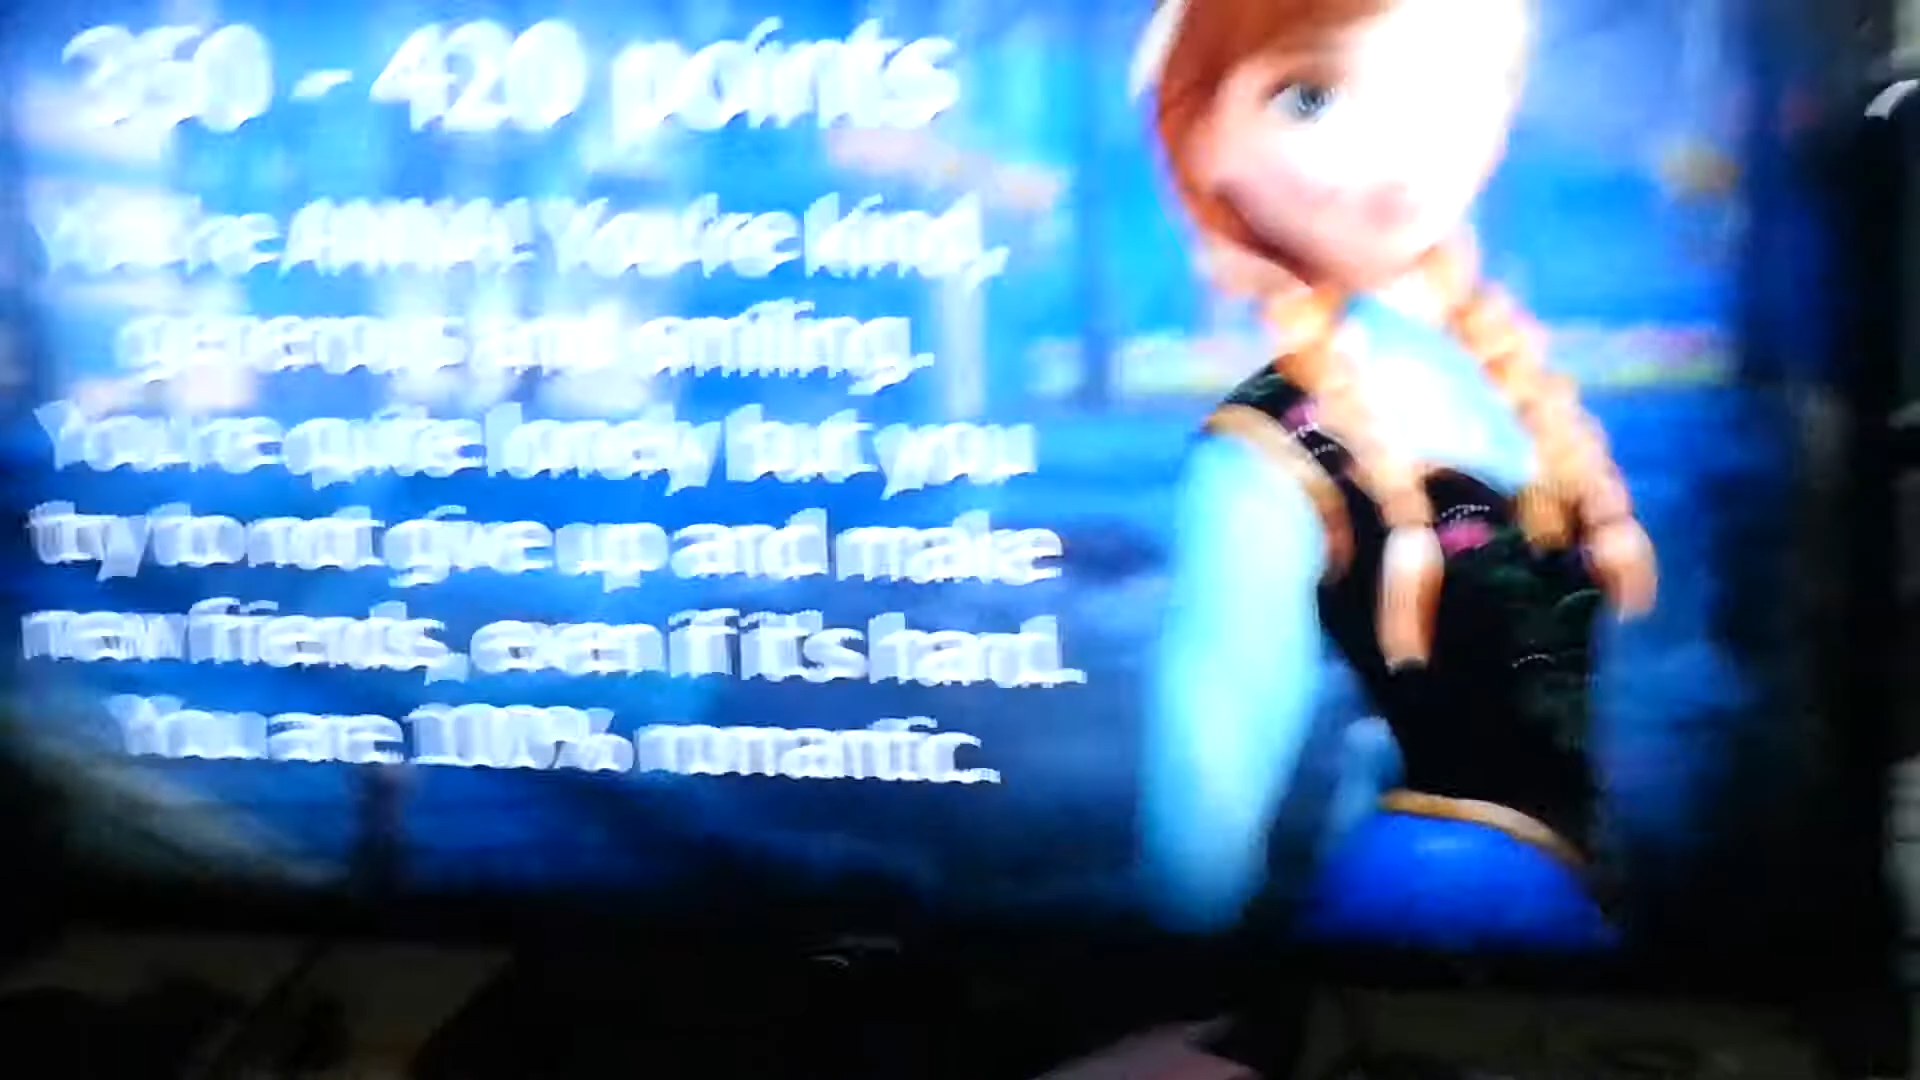 350 - 420 points
You're ANNA! You're kind,
generous and smiling.
You're quite lonely but you
try to not give up and make
new friends, even if it's hard.
You are 100% romantic.